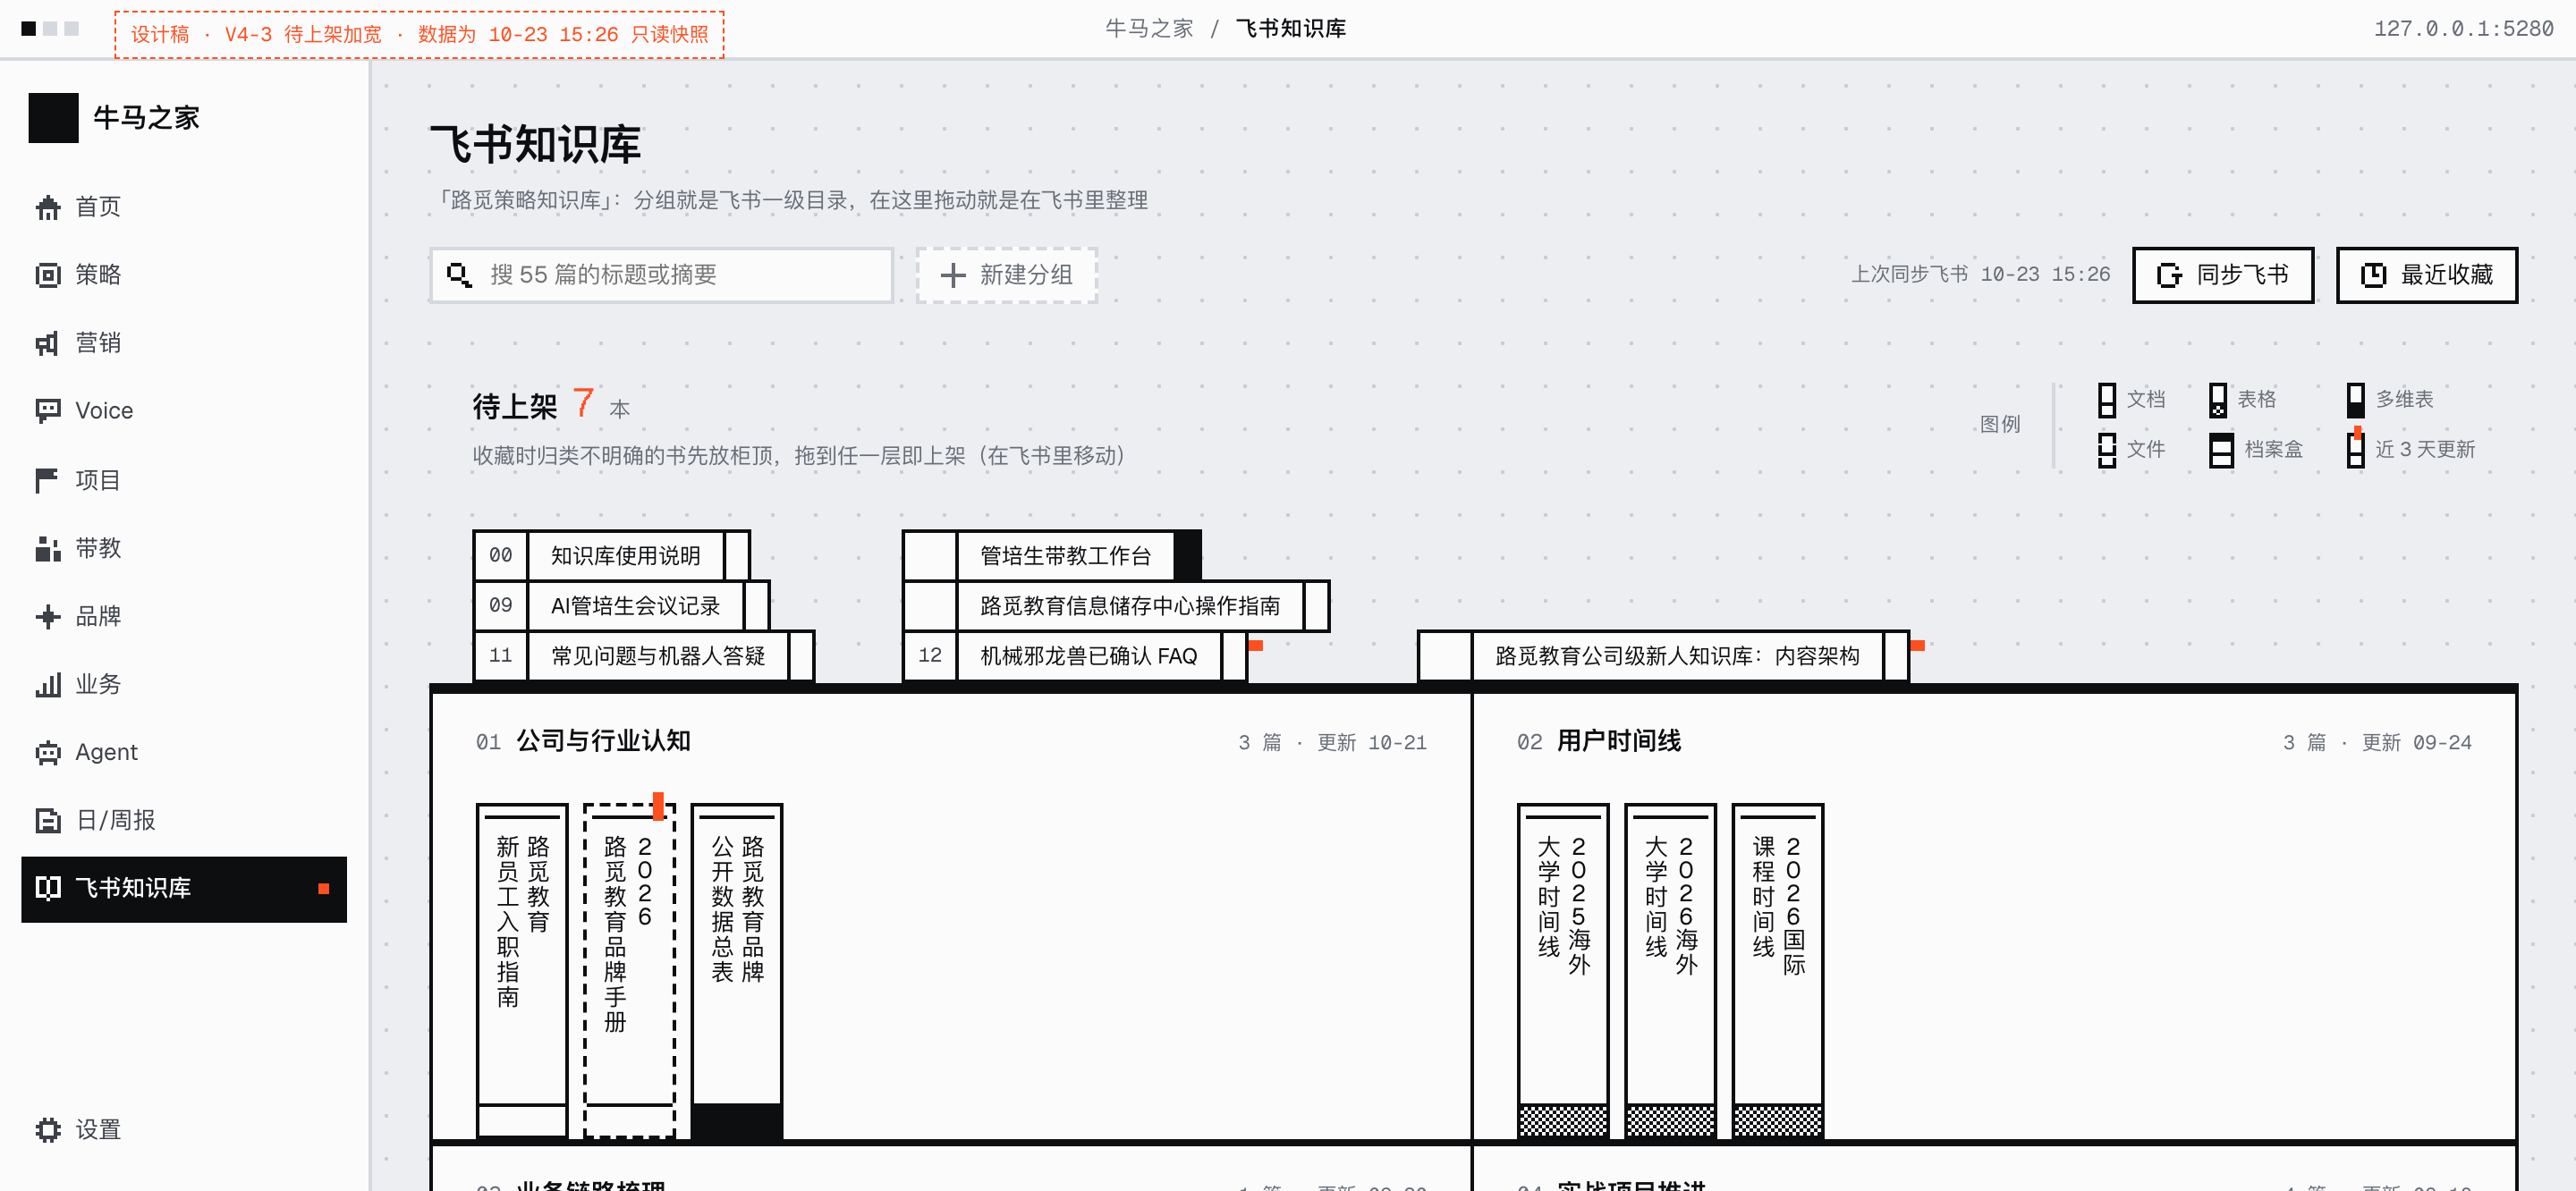 设计稿 · V4-3 待上架加宽 · 数据为 10-23 15:26 只读快照
牛马之家 / 飞书知识库
127.0.0.1:5280
牛马之家
首页
策略
营销
Voice
项目
带教
品牌
业务
Agent
日/周报
飞书知识库
设置
飞书知识库
「路觅策略知识库」：分组就是飞书一级目录，在这里拖动就是在飞书里整理
搜 55 篇的标题或摘要
新建分组
上次同步飞书 10-23 15:26
同步飞书
最近收藏
待上架 7 本
收藏时归类不明确的书先放柜顶，拖到任一层即上架（在飞书里移动）
图例
文档
表格
多维表
文件
档案盒
近 3 天更新
00 知识库使用说明
09 AI管培生会议记录
11 常见问题与机器人答疑
管培生带教工作台
路觅教育信息储存中心操作指南
12 机械邪龙兽已确认 FAQ
路觅教育公司级新人知识库：内容架构
01 公司与行业认知
3 篇 · 更新 10-21
路觅教育
新员工入职指南
2026
路觅教育品牌手册
路觅教育品牌
公开数据总表
02 用户时间线
3 篇 · 更新 09-24
2025海外
大学时间线
2026海外
大学时间线
2026国际
课程时间线